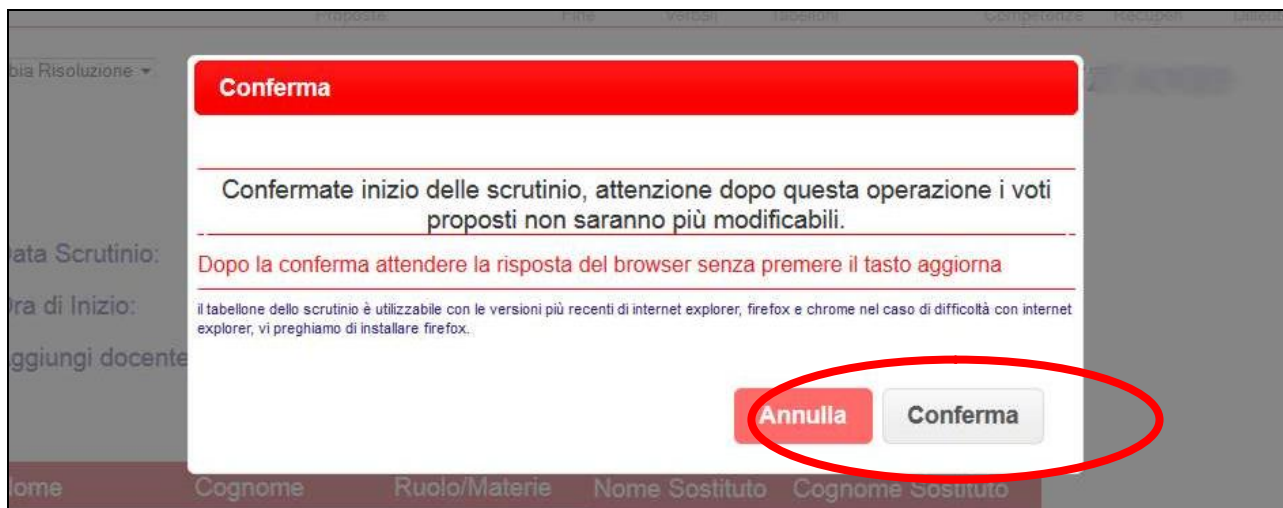 Proposte Fine Verbali Tabelloni Competenze Recuperi
bia Risoluzione
Conferma
Confermate inizio delle scrutinio, attenzione dopo questa operazione i voti
proposti non saranno più modificabili.
Data Scrutinio:
Dopo la conferma attendere la risposta del browser senza premere il tasto aggiorna
Ora di Inizio:
il tabellone dello scrutinio è utilizzabile con le versioni più recenti di internet explorer, firefox e chrome nel caso di difficoltà con internet
explorer, vi preghiamo di installare firefox.
ggiungi docente
Annulla Conferma
Nome Cognome Ruolo/Materie Nome Sostituto Cognome Sostituto